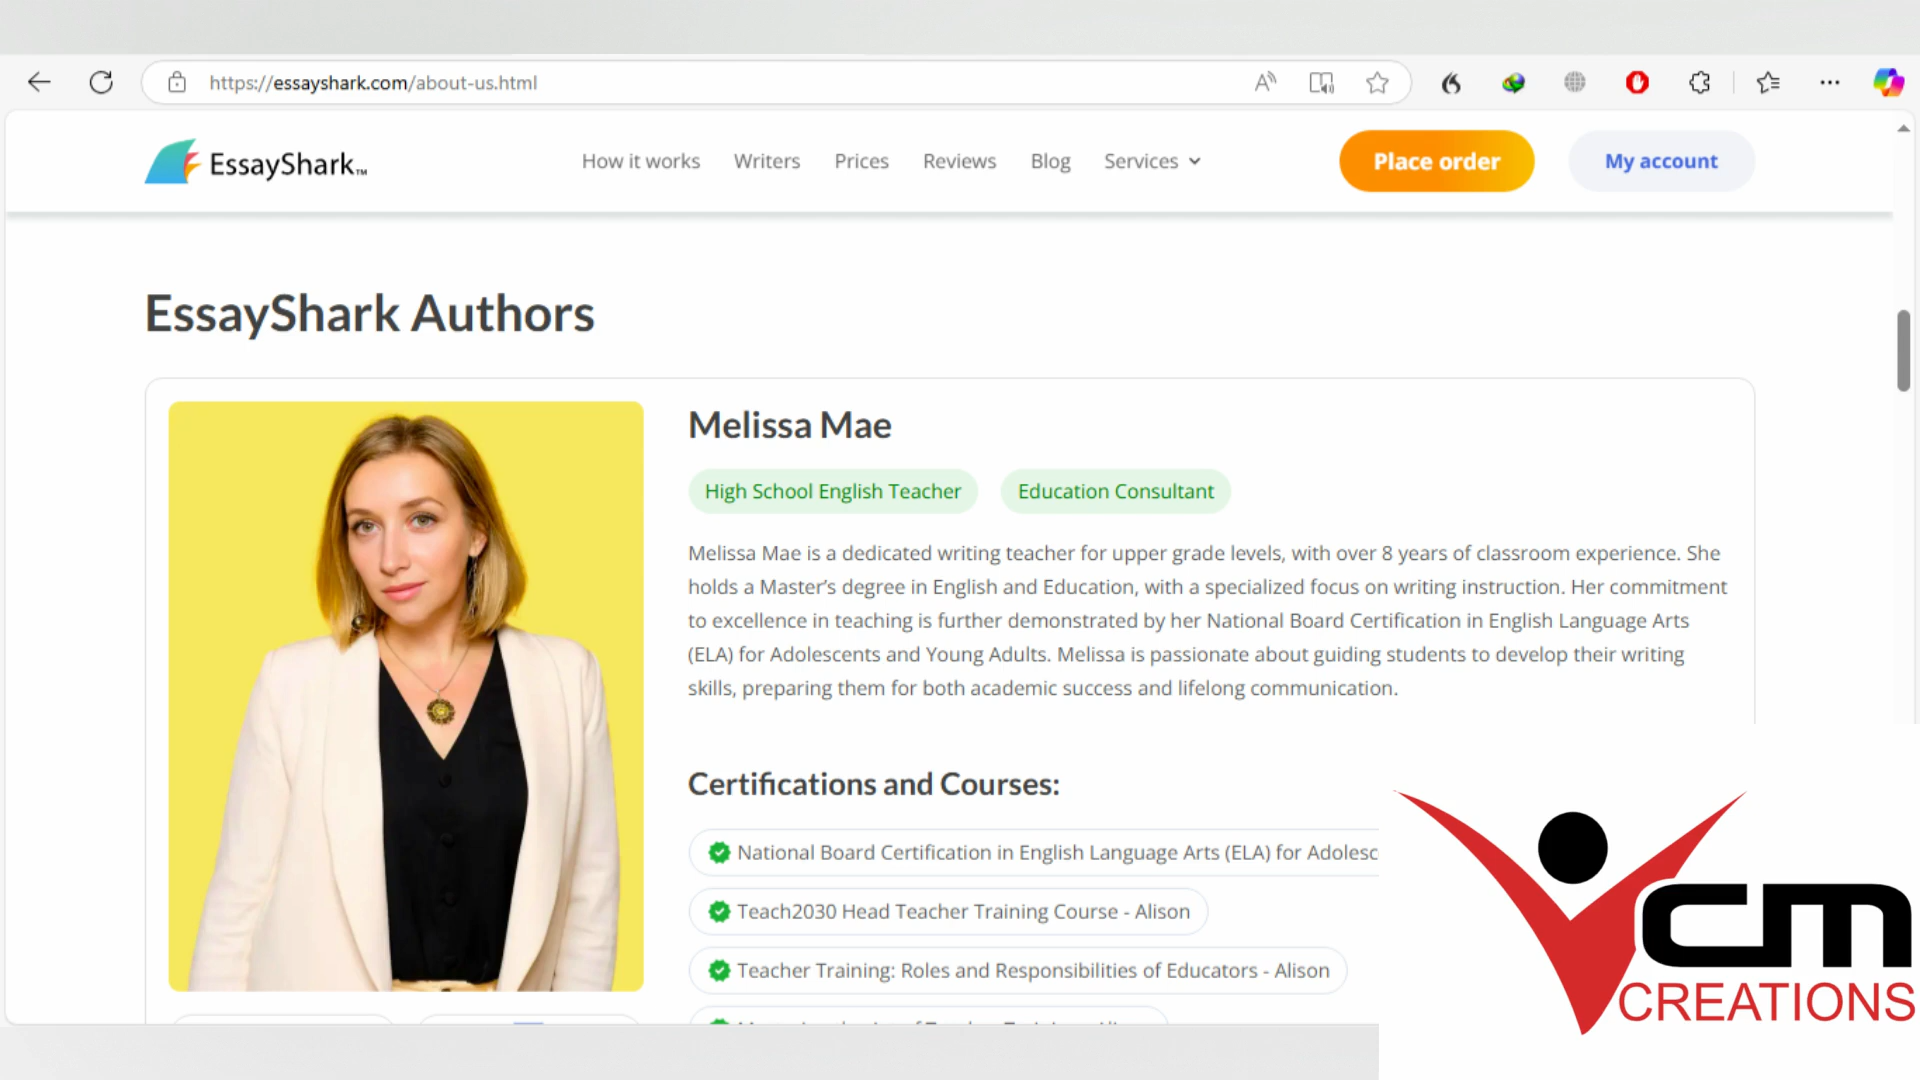 https://essayshark.com/about-us.html
EssayShark™
How it works
Writers
Prices
Reviews
Blog
Services
Place order
My account
EssayShark Authors
Melissa Mae
High School English Teacher
Education Consultant
Melissa Mae is a dedicated writing teacher for upper grade levels, with over 8 years of classroom experience. She
holds a Master's degree in English and Education, with a specialized focus on writing instruction. Her commitment
to excellence in teaching is further demonstrated by her National Board Certification in English Language Arts
(ELA) for Adolescents and Young Adults. Melissa is passionate about guiding students to develop their writing
skills, preparing them for both academic success and lifelong communication.
Certifications and Courses:
National Board Certification in English Language Arts (ELA) for Adolesc
Teach2030 Head Teacher Training Course - Alison
Teacher Training: Roles and Responsibilities of Educators - Alison
CM
CREATIONS